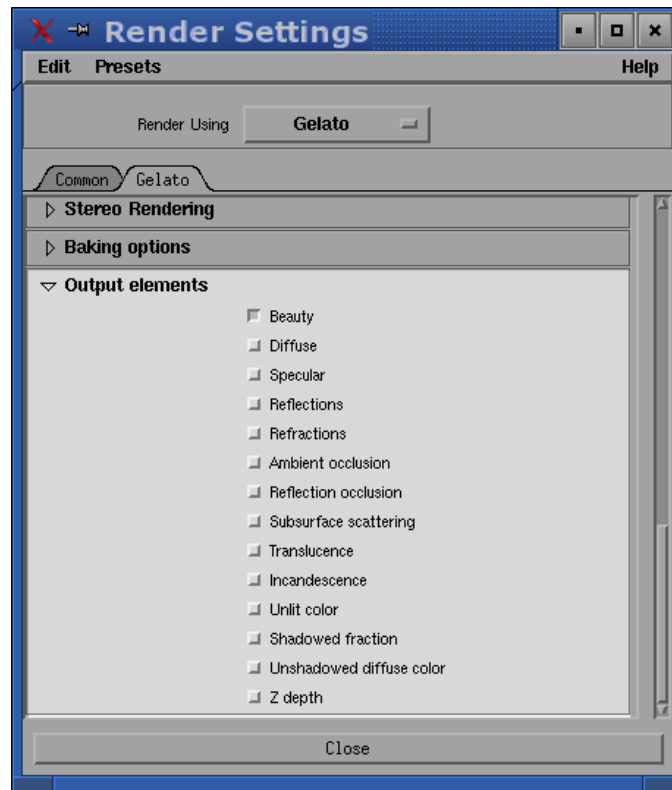 Render Settings
Edit Presets Help
Render Using Gelato
Common Gelato
Stereo Rendering
Baking options
Output elements
Beauty
Diffuse
Specular
Reflections
Refractions
Ambient occlusion
Reflection occlusion
Subsurface scattering
Translucence
Incandescence
Unlit color
Shadowed fraction
Unshadowed diffuse color
Z depth
Close